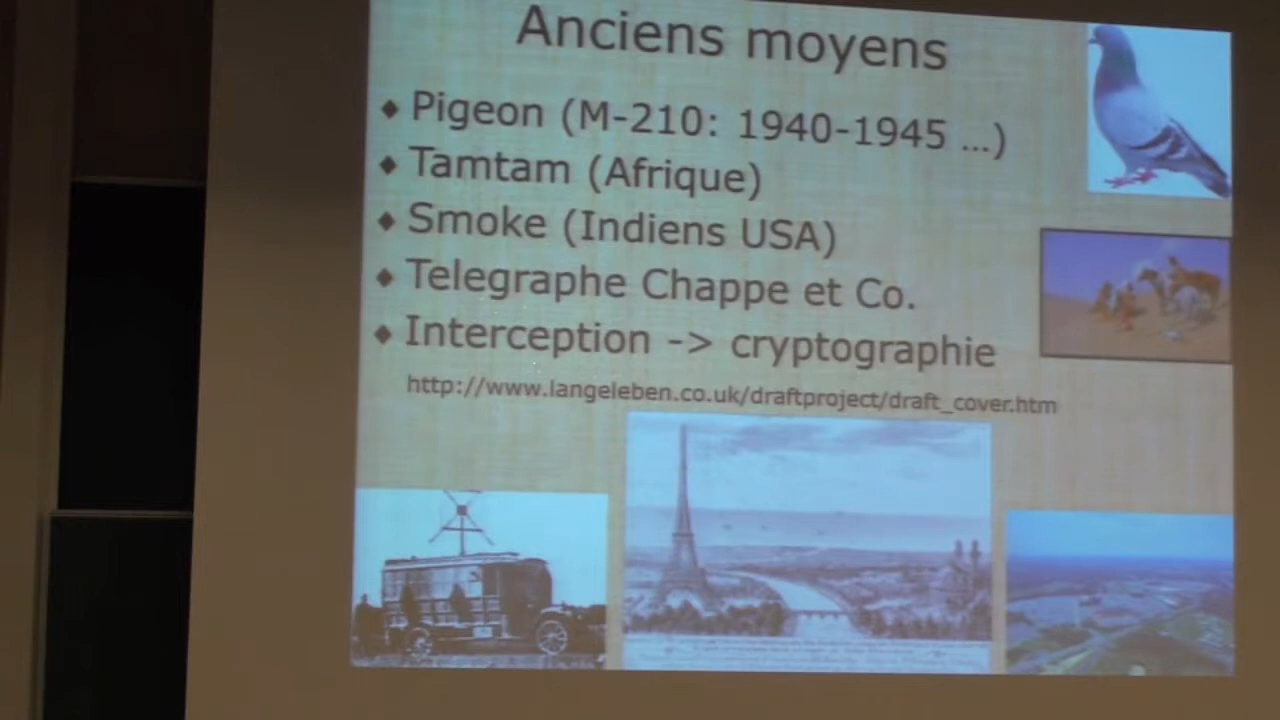 Anciens moyens
Pigeon (M-210: 1940-1945 ...)
Tamtam (Afrique)
Smoke (Indiens USA)
Telegraphe Chappe et Co.
Interception -> cryptographie
http://www.langeleben.co.uk/draftproject/draft_cover.htm